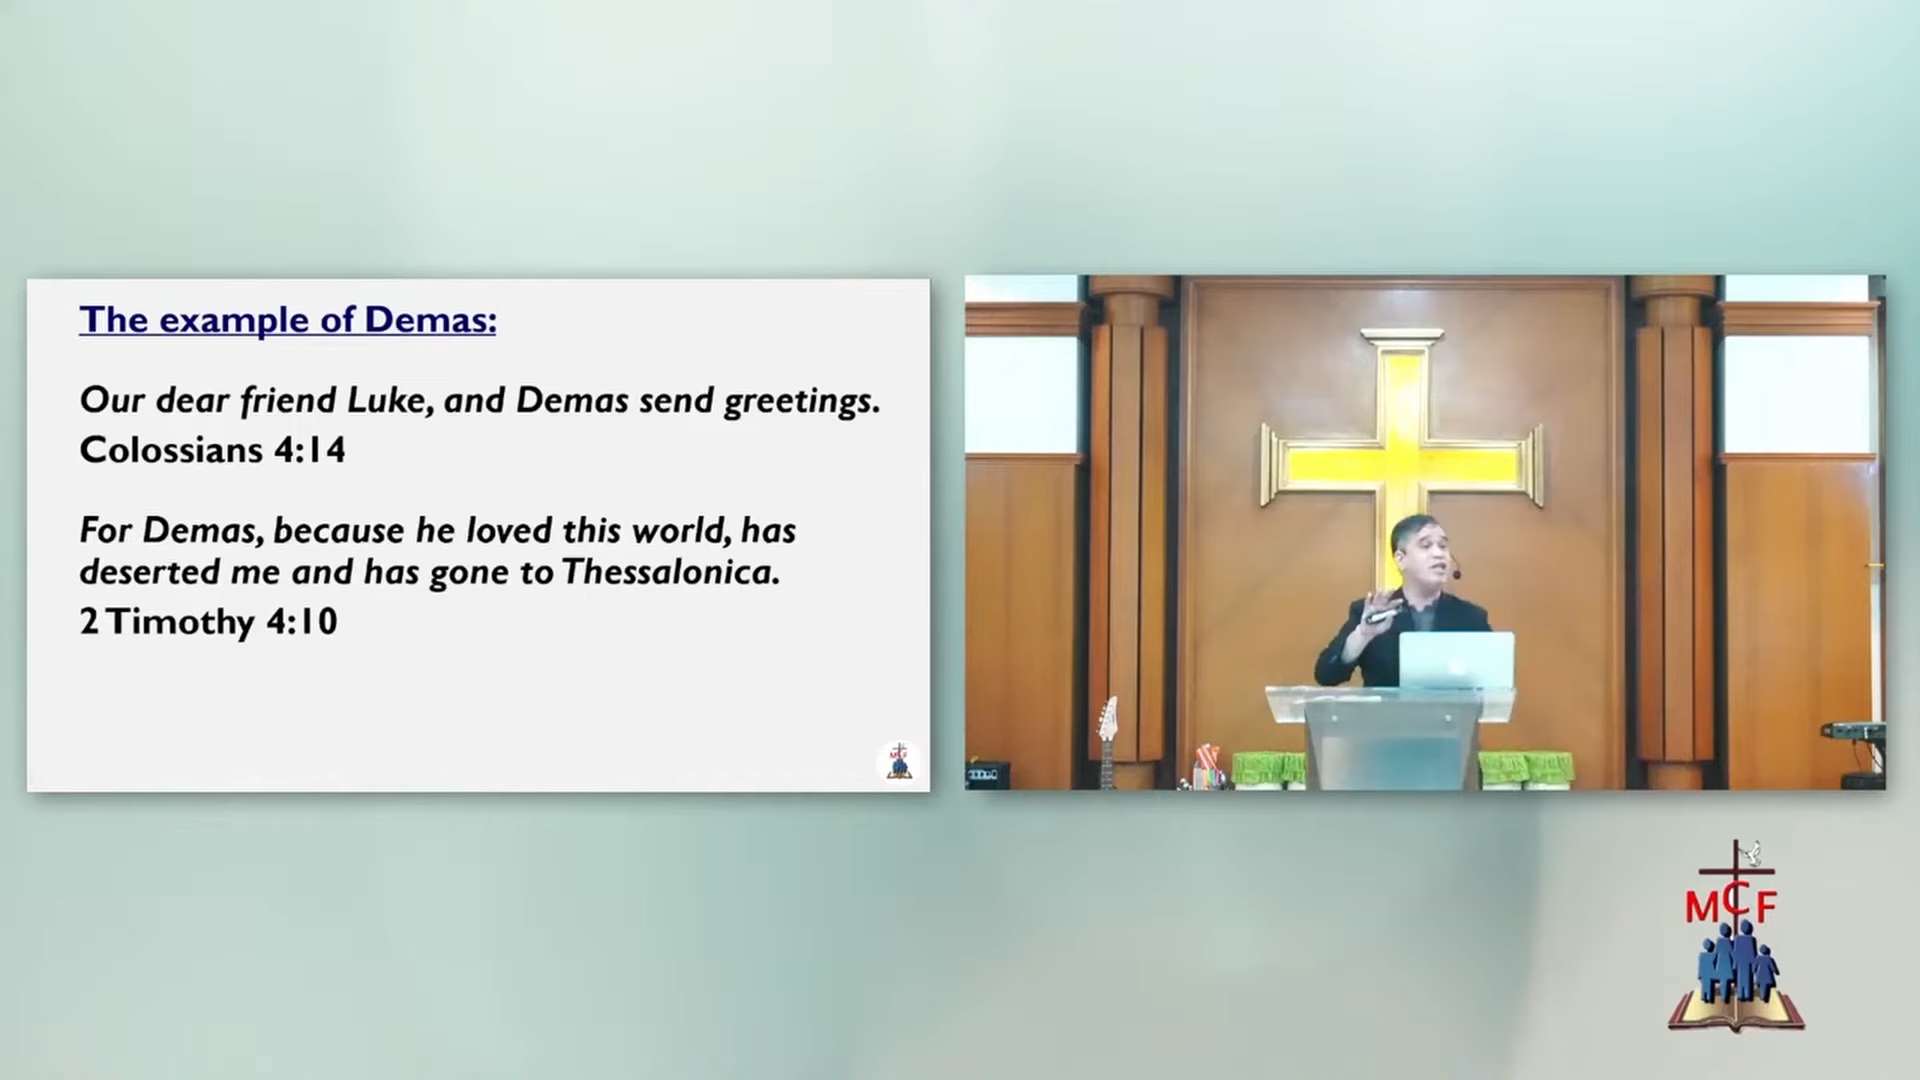 The example of Demas:
Our dear friend Luke, and Demas send greetings.
Colossians 4:14
For Demas, because he loved this world, has
deserted me and has gone to Thessalonica.
2 Timothy 4:10
MCF
MCF